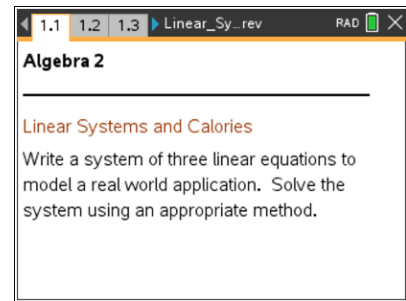 1.1 1.2 1.3 Linear_Sy...rev RAD
Algebra 2
Linear Systems and Calories
Write a system of three linear equations to
model a real world application. Solve the
system using an appropriate method.